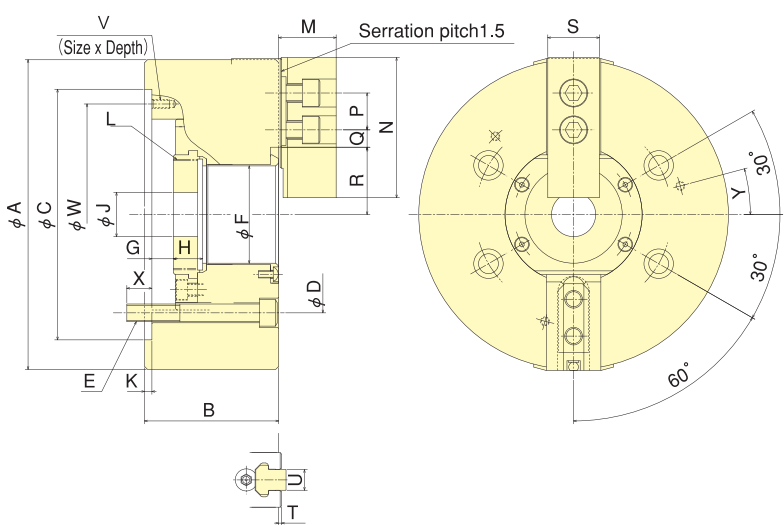 V
(Size x Depth)
M
Serration pitch1.5
S
L
P
Q
N
R
φA
φC
φW
φJ
φF
G
H
X
φD
E
K
B
30°
Y
30°
60°
U
T